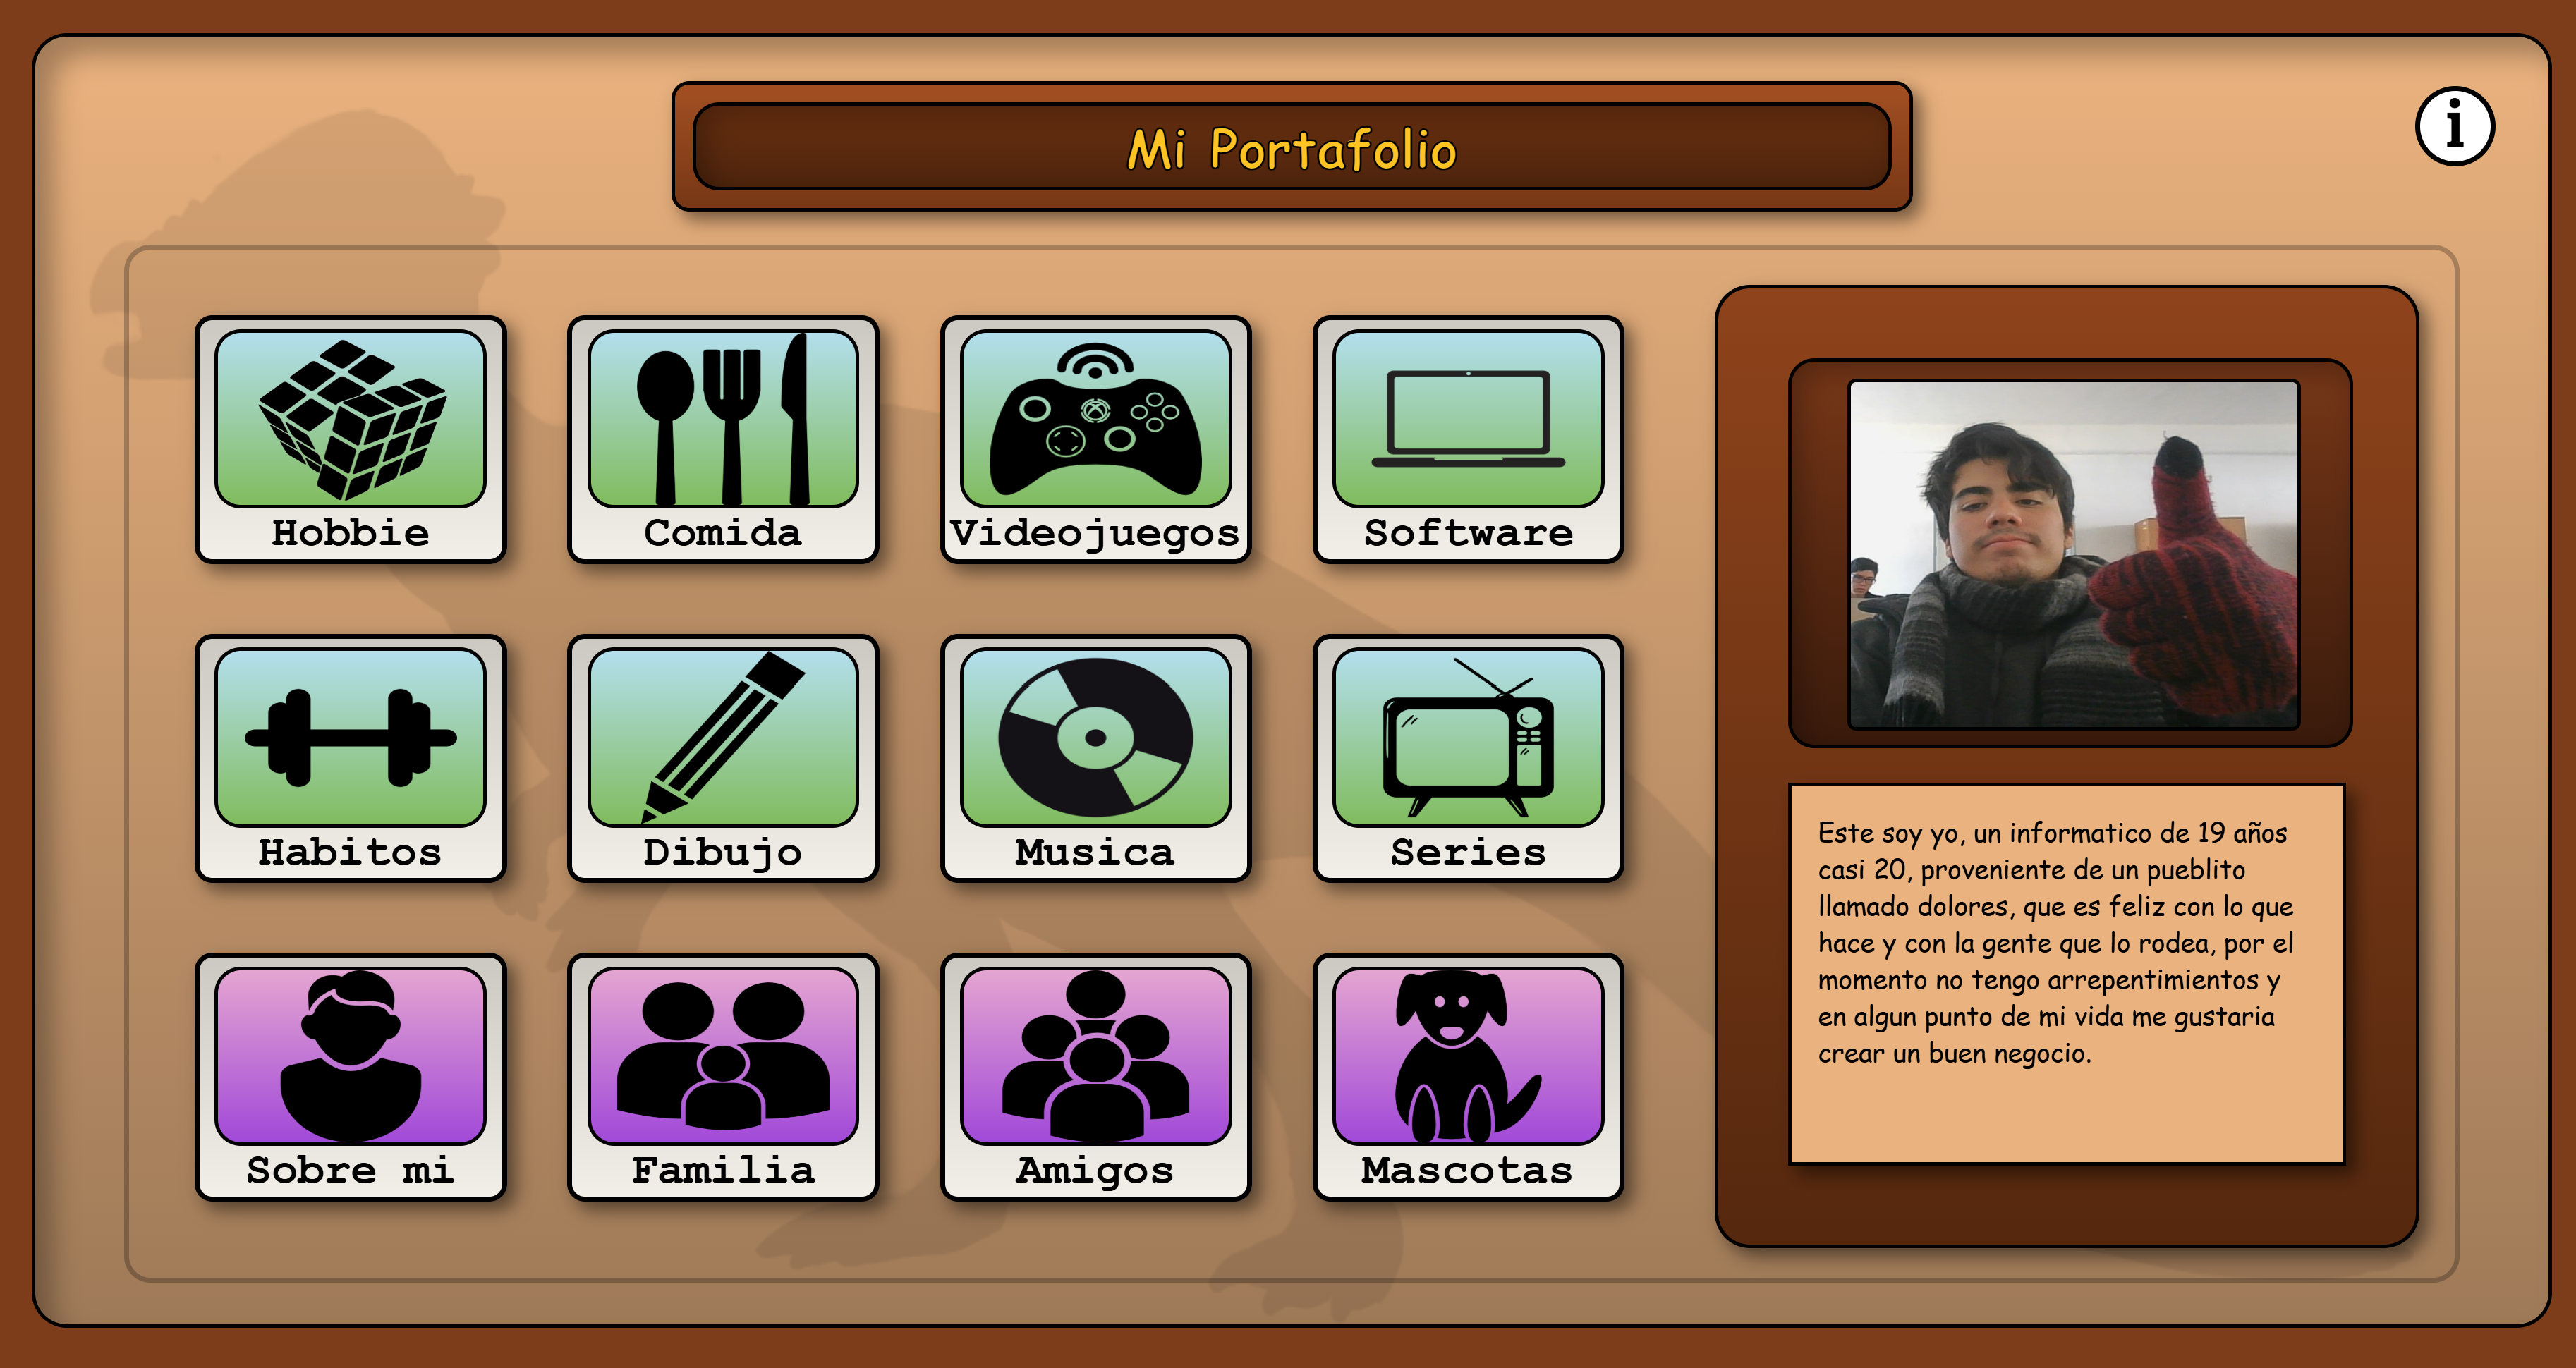 Mi Portafolio
i
Hobbie
Comida
Videojuegos
Software
Habitos
Dibujo
Musica
Series
Sobre mi
Familia
Amigos
Mascotas
Este soy yo, un informatico de 19 años
casi 20, proveniente de un pueblito
llamado dolores, que es feliz con lo que
hace y con la gente que lo rodea, por el
momento no tengo arrepentimientos y
en algun punto de mi vida me gustaria
crear un buen negocio.